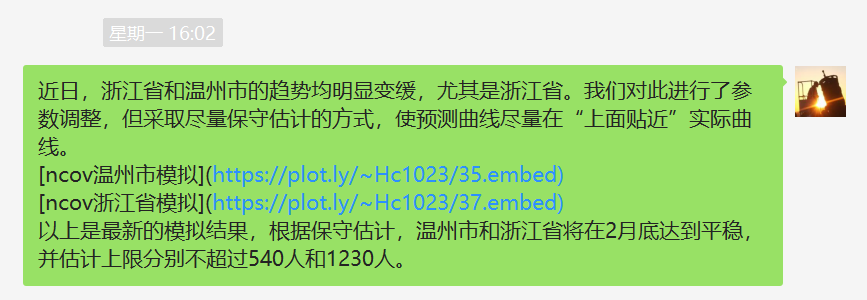 星期一 16:02
近日，浙江省和温州市的趋势均明显变缓，尤其是浙江省。我们对此进行了参
数调整，但采取尽量保守估计的方式，使预测曲线尽量在“上面贴近”实际曲
线。
[ncov温州市模拟](https://plot.ly/~Hc1023/35.embed)
[ncov浙江省模拟](https://plot.ly/~Hc1023/37.embed)
以上是最新的模拟结果，根据保守估计，温州市和浙江省将在2月底达到平稳，
并估计上限分别不超过540人和1230人。